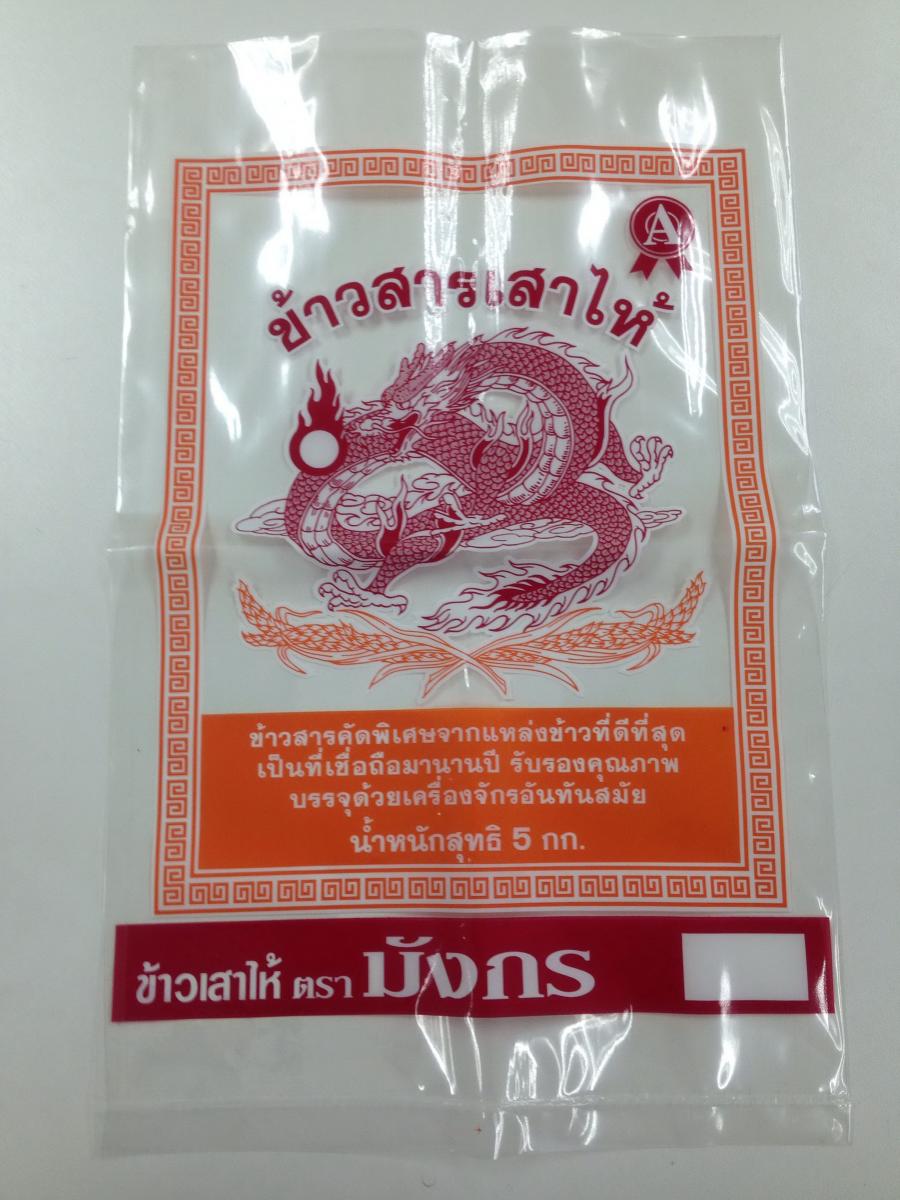 A
ข้าวสารเสาไห้
ข้าวสารคัดพิเศษจากแหล่งข้าวที่ดีที่สุด
เป็นที่เชื่อถือมานานปี รับรองคุณภาพ
บรรจุด้วยเครื่องจักรอันทันสมัย
น้ำหนักสุทธิ 5 กก.
ข้าวเสาไห้ ตรา มังกร